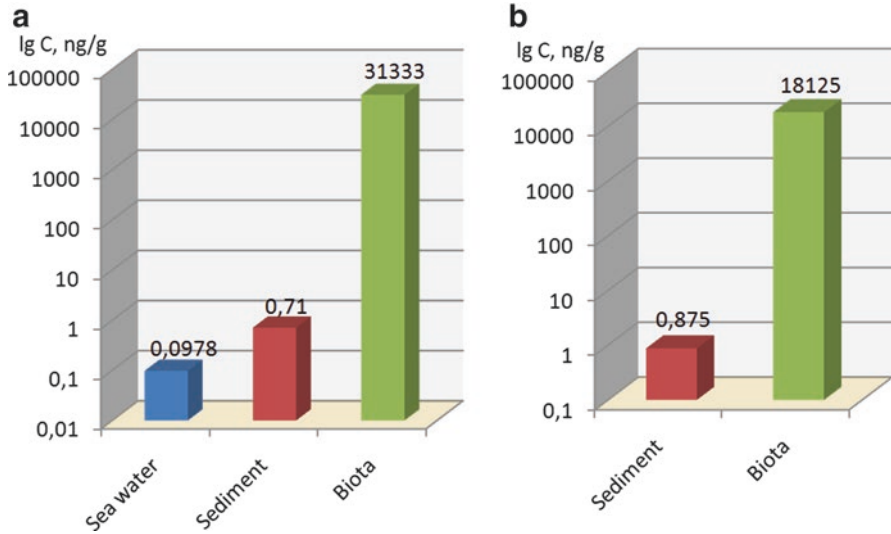 a
lg C, ng/g
100000
10000
1000
100
10
1
0,1
0,01
31333
0,71
0,0978
Sea water
Sediment
Biota
b
lg C, ng/g
100000
10000
1000
100
10
1
0,1
18125
0,875
Sediment
Biota